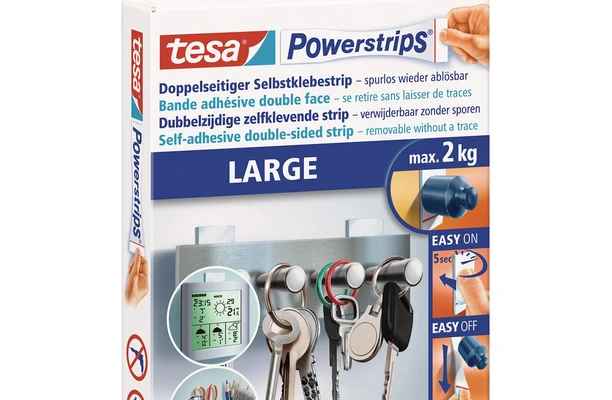 tesa Powerstrips®
Doppelseitiger Selbstklebestrip – spurlos wieder ablösbar
Bande adhésive double face – se retire sans laisser de traces
Dubbelzijdige zelfklevende strip – verwijderbaar zonder sporen
Self-adhesive double-sided strip – removable without a trace
LARGE
max. 2 kg
EASY ON
5 sec
EASY OFF
tesa
Powerstrips